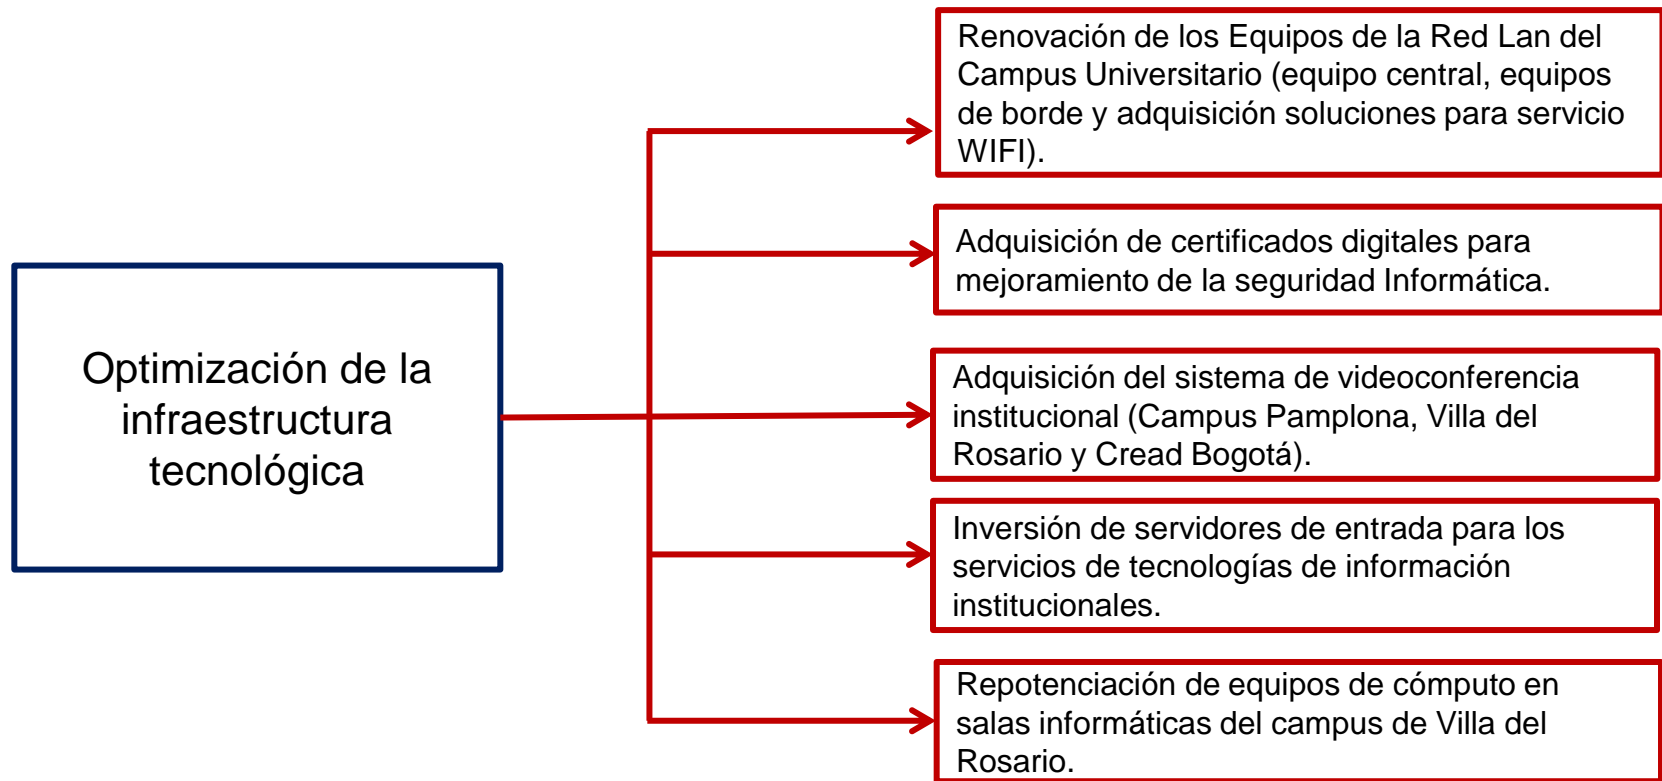 Optimización de la
infraestructura
tecnológica
Renovación de los Equipos de la Red Lan del
Campus Universitario (equipo central, equipos
de borde y adquisición soluciones para servicio
WIFI).
Adquisición de certificados digitales para
mejoramiento de la seguridad Informática.
Adquisición del sistema de videoconferencia
institucional (Campus Pamplona, Villa del
Rosario y Cread Bogotá).
Inversión de servidores de entrada para los
servicios de tecnologías de información
institucionales.
Repotenciación de equipos de cómputo en
salas informáticas del campus de Villa del
Rosario.